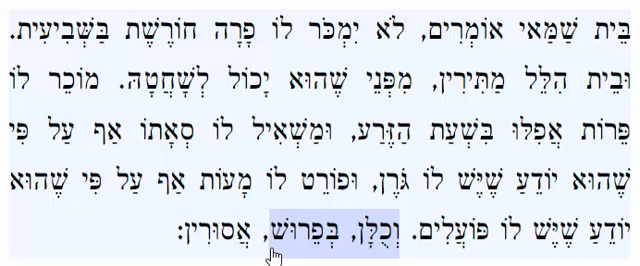 בֵּית שַׁמַּאי אוֹמְרִים, לֹא יִמְכֹּר לוֹ פָרָה חוֹרֶשֶׁת בַּשְּׁבִיעִית.
וּבֵית הִלֵּל מַתִּירִין, מִפְּנֵי שֶׁהוּא יָכוֹל לְשָׁחֲטָהּ. מוֹכֵר לוֹ
פֵּרוֹת אֲפִלּוּ בִּשְׁעַת הַזֶּרַע, וּמַשְׁאִיל לוֹ סְאָתוֹ אַף עַל פִּי
שֶׁהוּא יוֹדֵעַ שֶׁיֶּשׁ לוֹ גֹּרֶן, וּפוֹרֵט לוֹ מָעוֹת אַף עַל פִּי שֶׁהוּא
יוֹדֵעַ שֶׁיֶּשׁ לוֹ פּוֹעֲלִים. וְכֻלָּן, בְּפֵרוּשׁ, אֲסוּרִין: